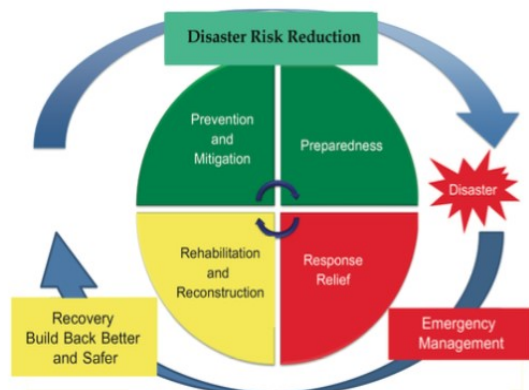 Disaster Risk Reduction
Prevention
and
Mitigation
Preparedness
Disaster
Rehabilitation
and
Reconstruction
Response
Relief
Recovery
Build Back Better
and Safer
Emergency
Management